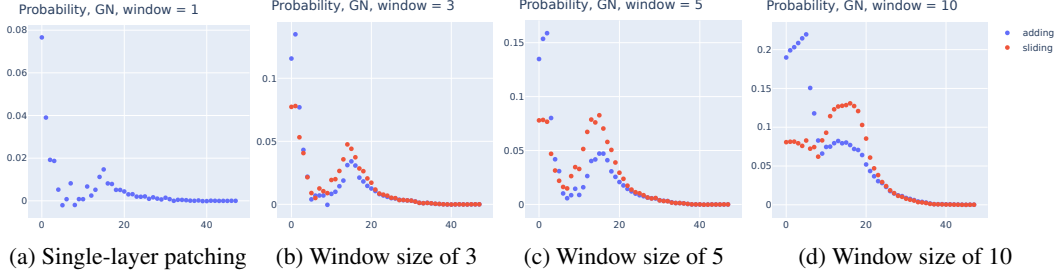 Probability, GN, window = 1
Probability, GN, window = 3
Probability, GN, window = 5
Probability, GN, window = 10
0.08
0.06
0.04
0.02
0
0
20
40
0.1
0.05
0
0
20
40
0.15
0.1
0.05
0
0
20
40
0.2
0.15
0.1
0.05
0
0
20
40
adding
sliding
(a) Single-layer patching
(b) Window size of 3
(c) Window size of 5
(d) Window size of 10